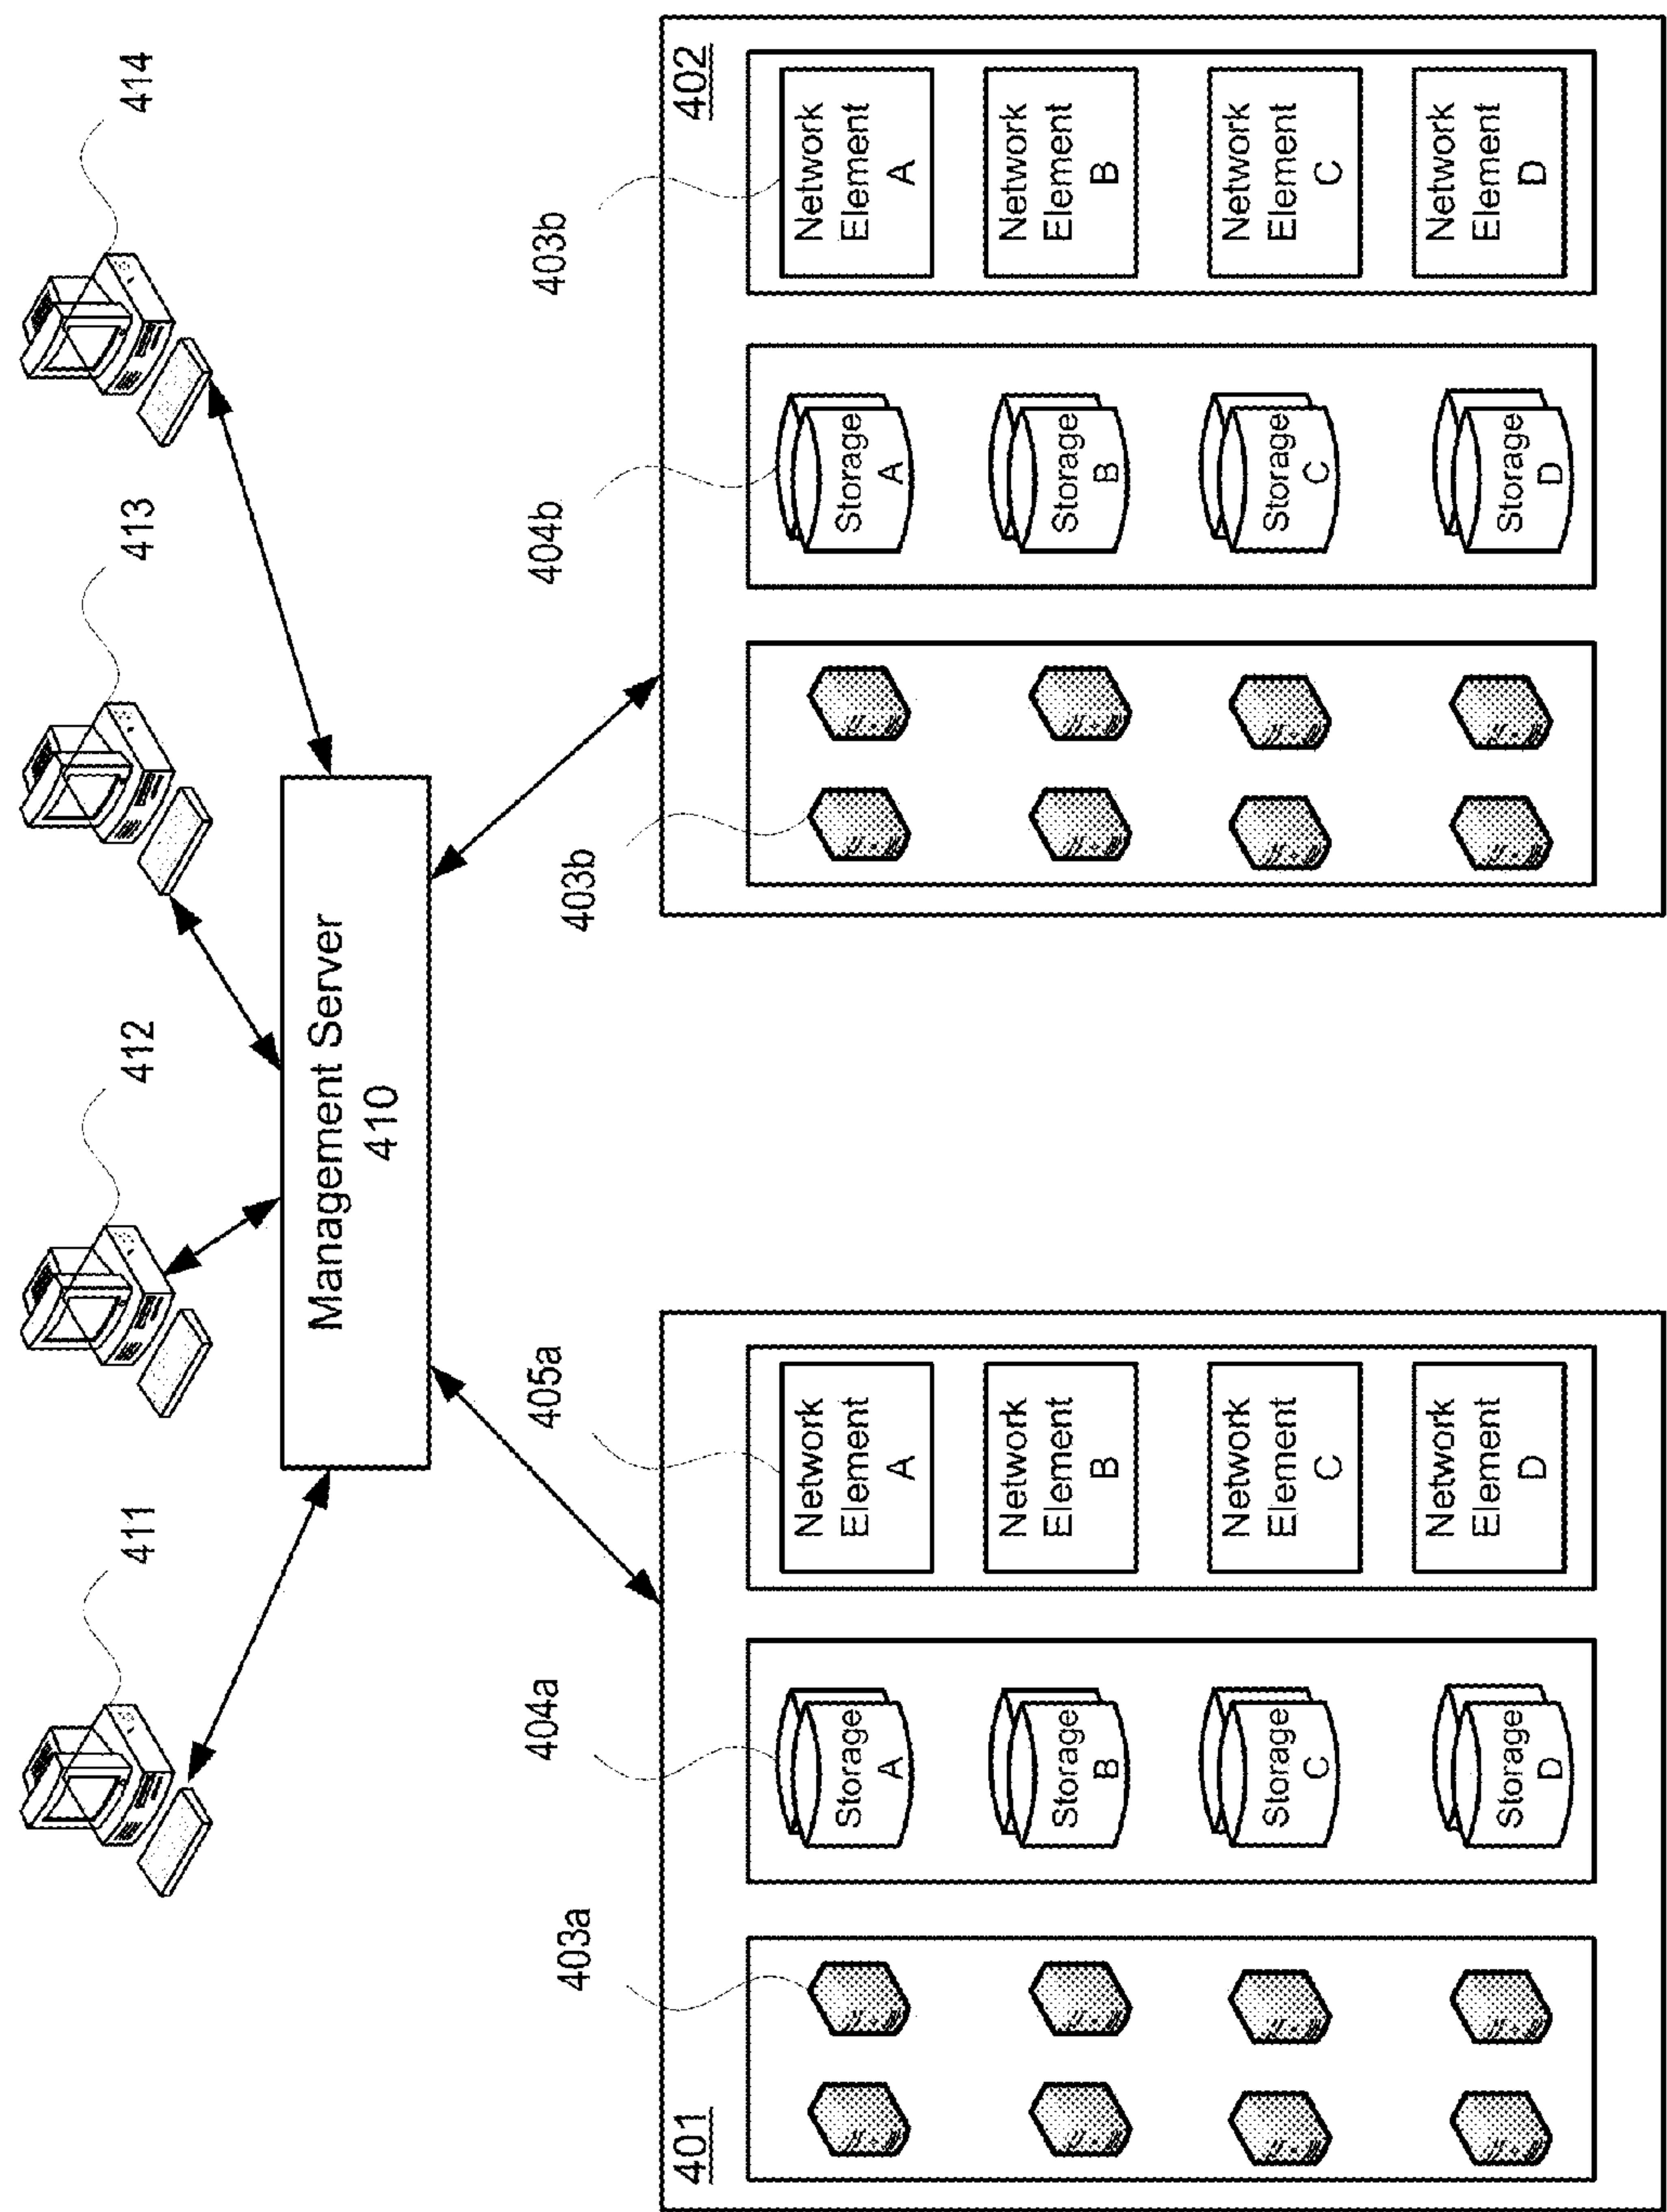 411
412
413
414
Management Server
410
403a
404a
405a
403b
404b
403b
401
Storage
A
Storage
B
Storage
C
Storage
D
Network
Element
A
Network
Element
B
Network
Element
C
Network
Element
D
402
Storage
A
Storage
B
Storage
C
Storage
D
Network
Element
A
Network
Element
B
Network
Element
C
Network
Element
D